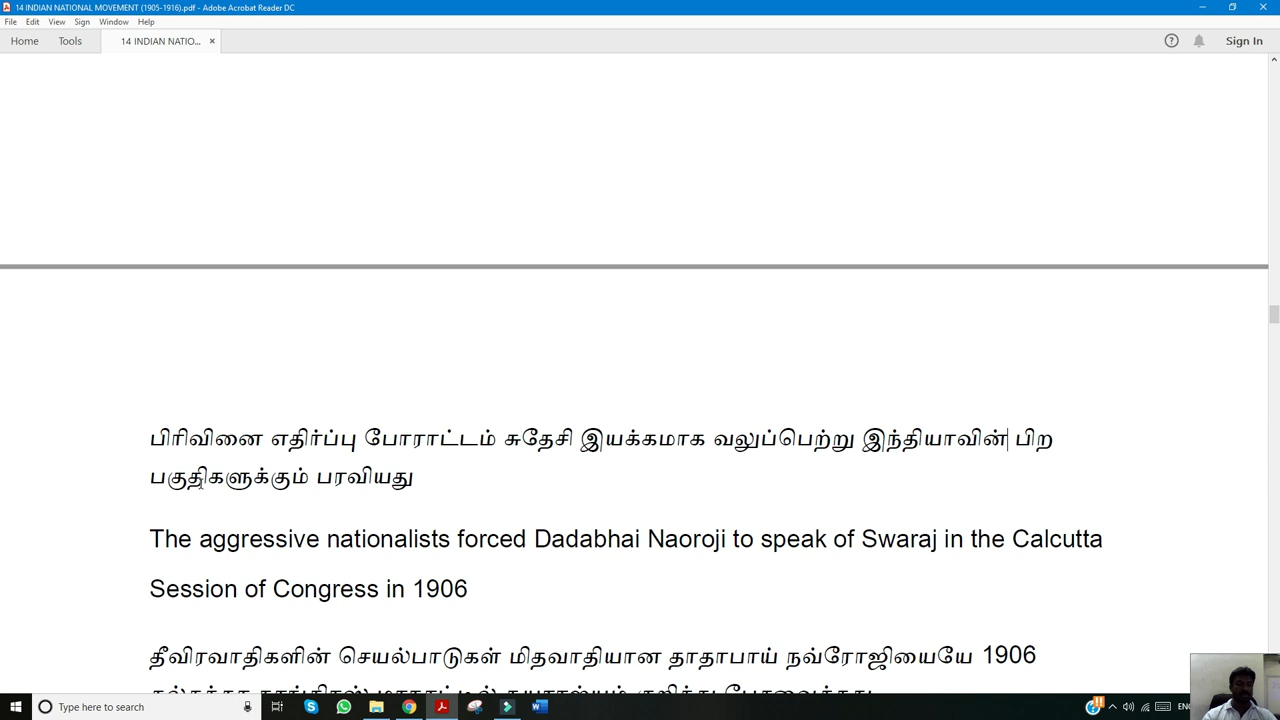 14 INDIAN NATIONAL MOVEMENT (1905-1916).pdf - Adobe Acrobat Reader DC
File Edit View Sign Window Help
Home Tools 14 INDIAN NATIO... × Sign In
பிரிவினை எதிர்ப்பு போராட்டம் சுதேசி இயக்கமாக வலுப்பெற்று இந்தியாவின் பிற
பகுதிகளுக்கும் பரவியது
The aggressive nationalists forced Dadabhai Naoroji to speak of Swaraj in the Calcutta
Session of Congress in 1906
தீவிரவாதிகளின் செயல்பாடுகள் மிதவாதியான தாதாபாய் நவ்ரோஜியையே 1906
Type here to search